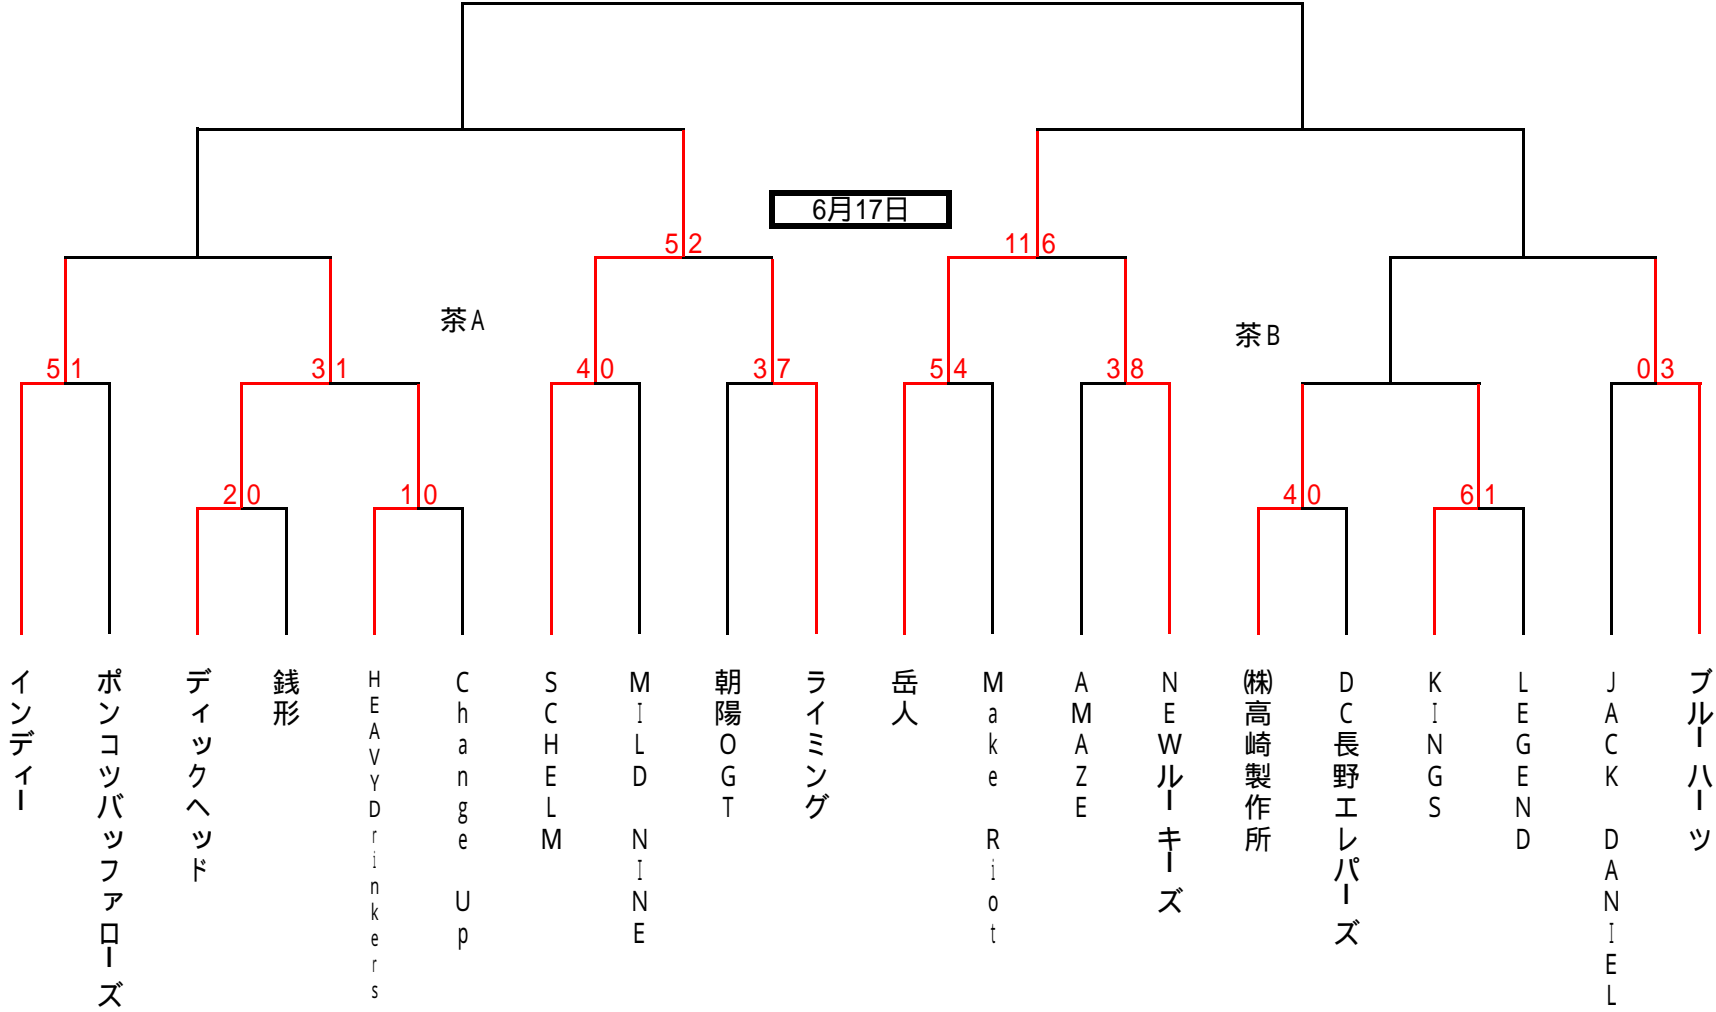 6月17日
5 2
11 6
茶A
茶B
5 1
3 1
4 0
3 7
5 4
3 8
0 3
2 0
1 0
4 0
6 1
インディー
ポンコツバッファローズ
ディックヘッド
銭形
HEAVYDrinkers
Change Up
SCHELM
MILD NINE
朝陽OGT
ライミング
岳人
Make Riot
AMAZE
NEWルーキーズ
㈱高崎製作所
DC長野エレパーズ
KINGS
LEGEND
JACK DANIEL
ブルーハーツ